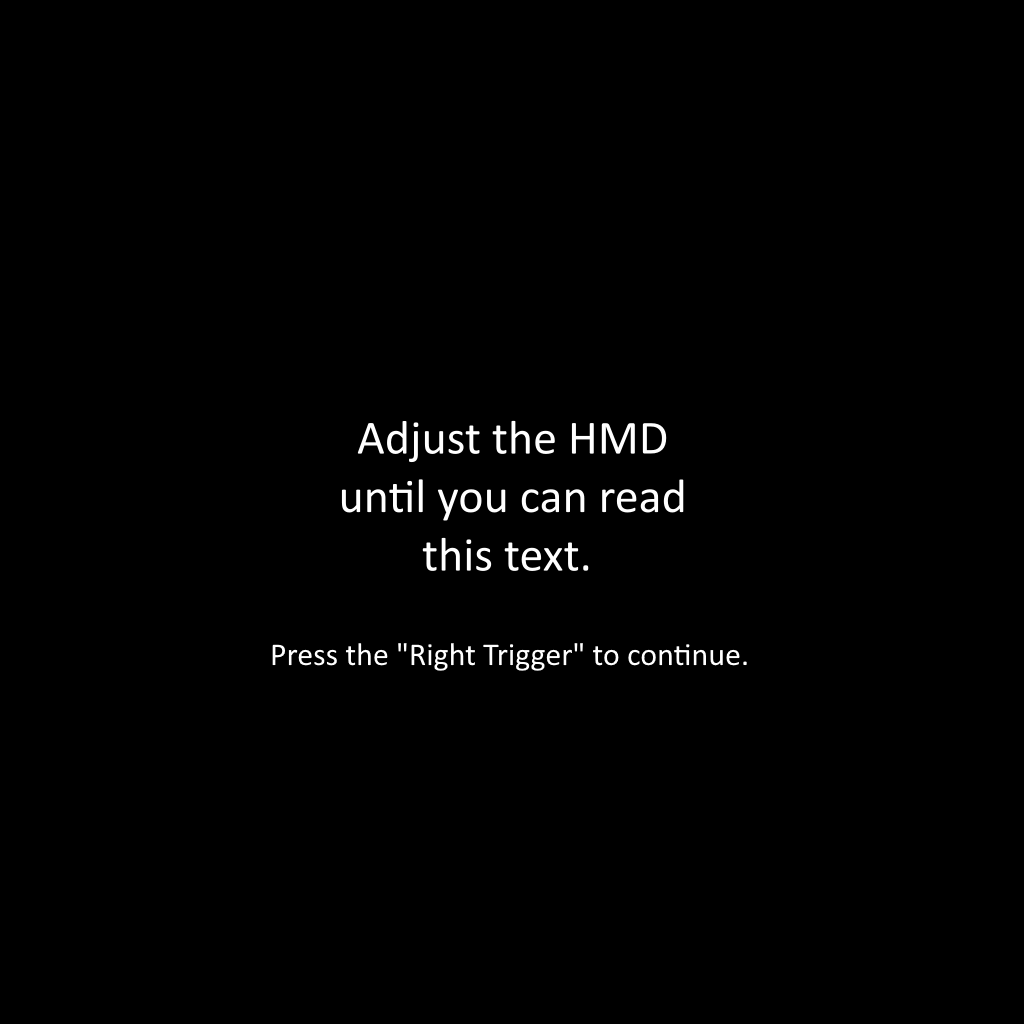 Adjust the HMD
until you can read
this text.
Press the "Right Trigger" to continue.